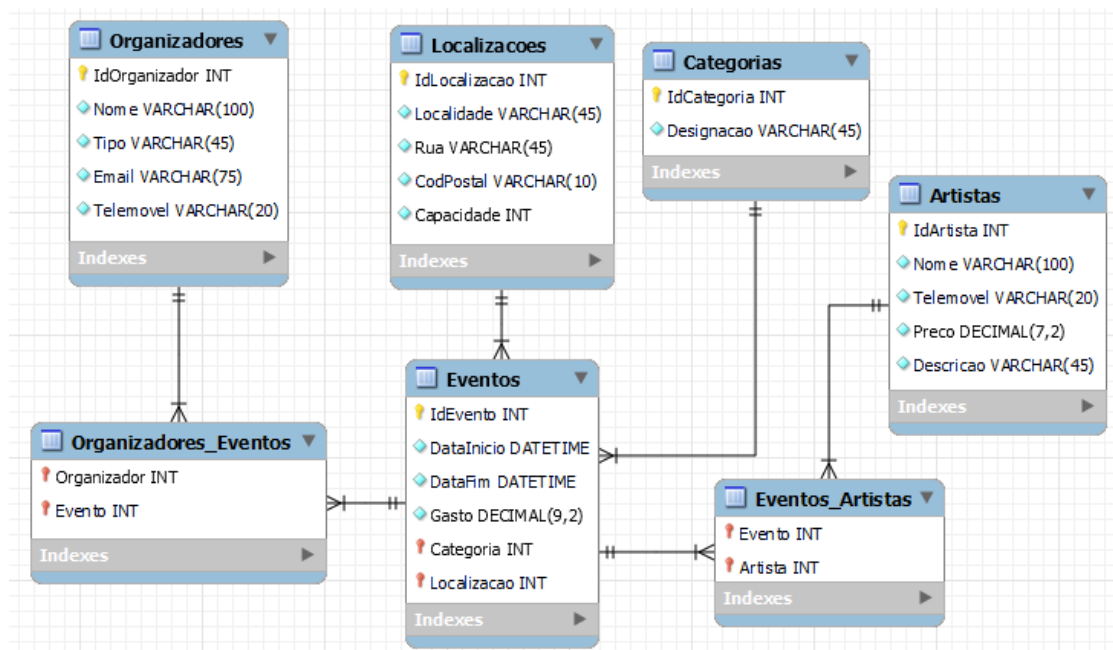 Organizadores
IdOrganizador INT
Nome VARCHAR(100)
Tipo VARCHAR(45)
Email VARCHAR(75)
Telemovel VARCHAR(20)
Indexes
Localizacoes
IdLocalizacao INT
Localidade VARCHAR(45)
Rua VARCHAR(45)
CodPostal VARCHAR(10)
Capacidade INT
Indexes
Categorias
IdCategoria INT
Designacao VARCHAR(45)
Indexes
Artistas
IdArtista INT
Nome VARCHAR(100)
Telemovel VARCHAR(20)
Preco DECIMAL(7,2)
Descricao VARCHAR(45)
Indexes
Organizadores_Eventos
Organizador INT
Evento INT
Indexes
Eventos
IdEvento INT
DataInicio DATETIME
DataFim DATETIME
Gasto DECIMAL(9,2)
Categoria INT
Localizacao INT
Indexes
Eventos_Artistas
Evento INT
Artista INT
Indexes